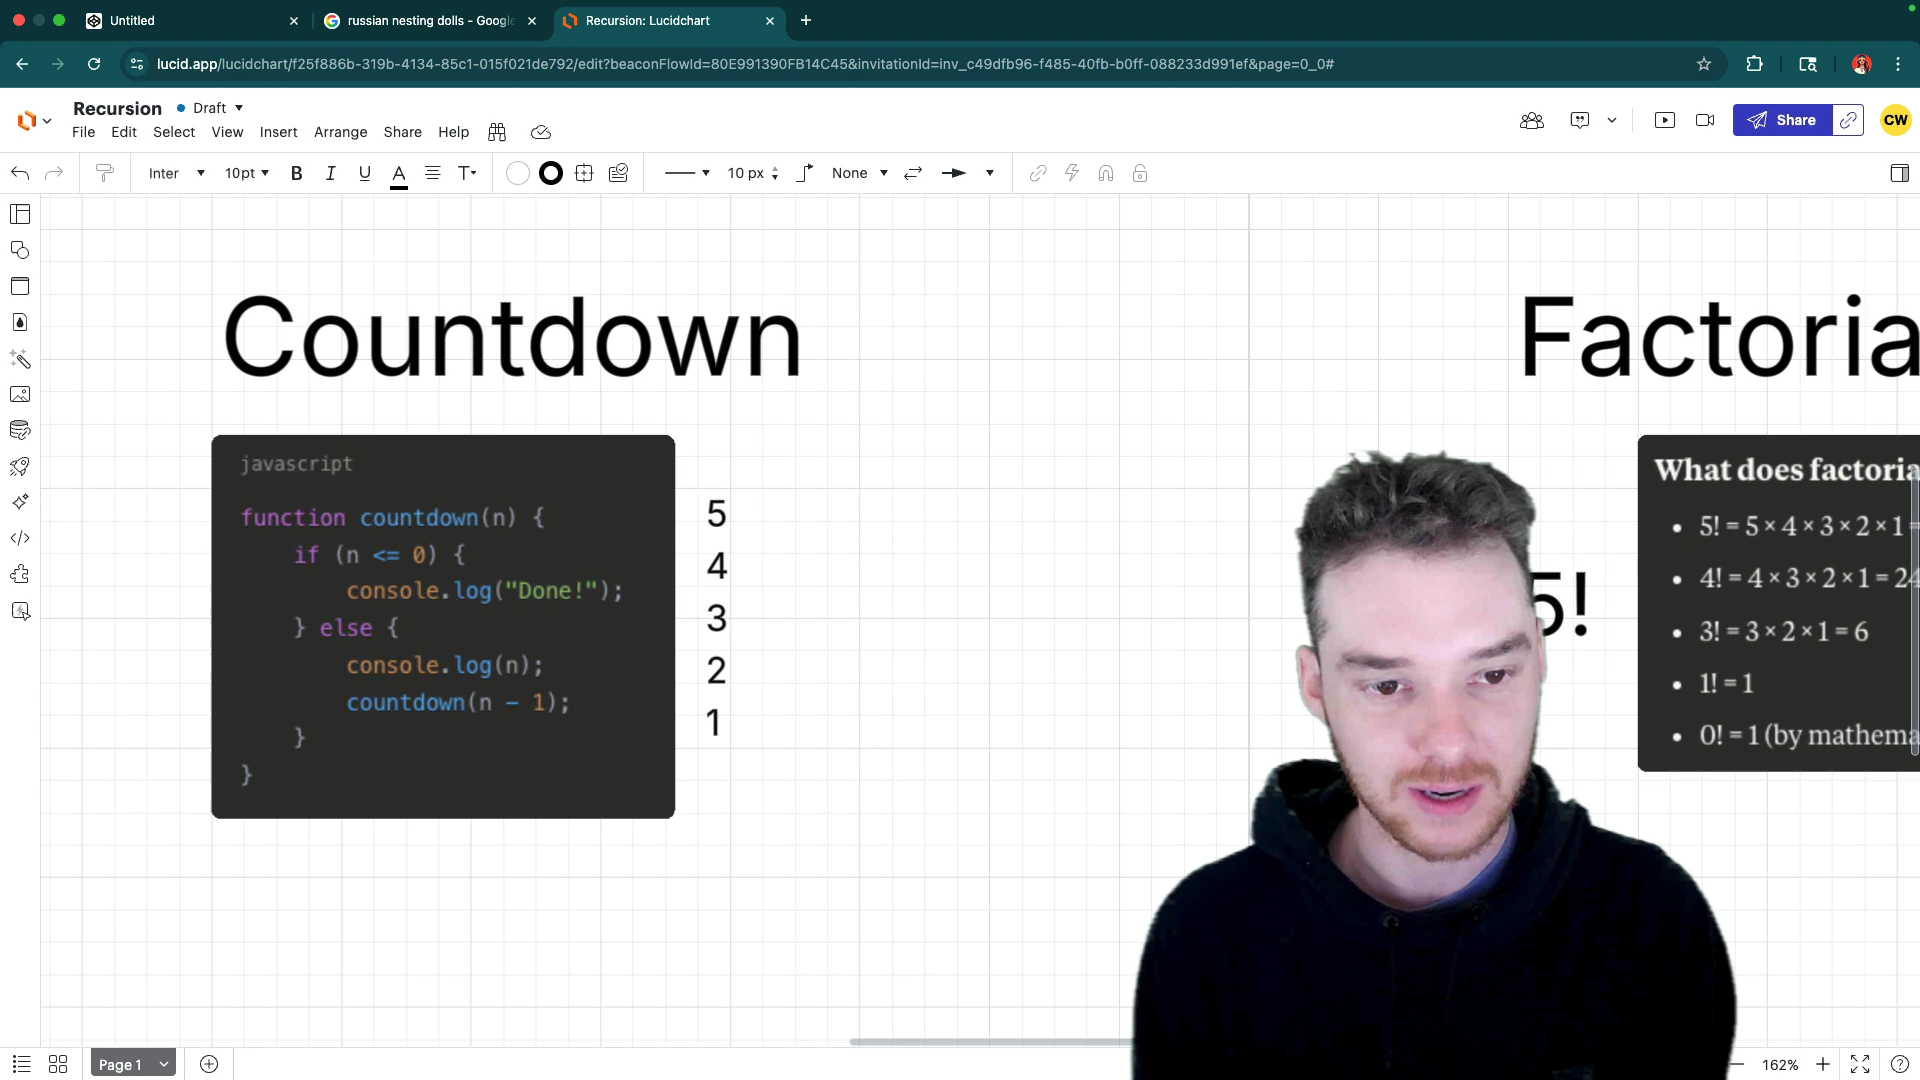 Untitled
russian nesting dolls - Google
Recursion: Lucidchart
lucid.app/lucidchart/f25f886b-319b-4134-85c1-015f021de792/edit?beaconFlowId=80E991390FB14C45&invitationId=inv_c49dfb96-f485-40fb-b0ff-088233d991ef&page=0_0#
Recursion
Draft
File Edit Select View Insert Arrange Share Help
Share
CW
Inter 10pt B I U A T 10 px None
Countdown
Factoria
javascript
function countdown(n) {
if (n <= 0) {
console.log("Done!");
} else {
console.log(n);
countdown(n - 1);
}
}
5
4
3
2
1
5!
What does factoria
• 5! = 5 × 4 × 3 × 2 × 1 =
• 4! = 4 × 3 × 2 × 1 = 24
• 3! = 3 × 2 × 1 = 6
• 1! = 1
• 0! = 1 (by mathema
Page 1
162%